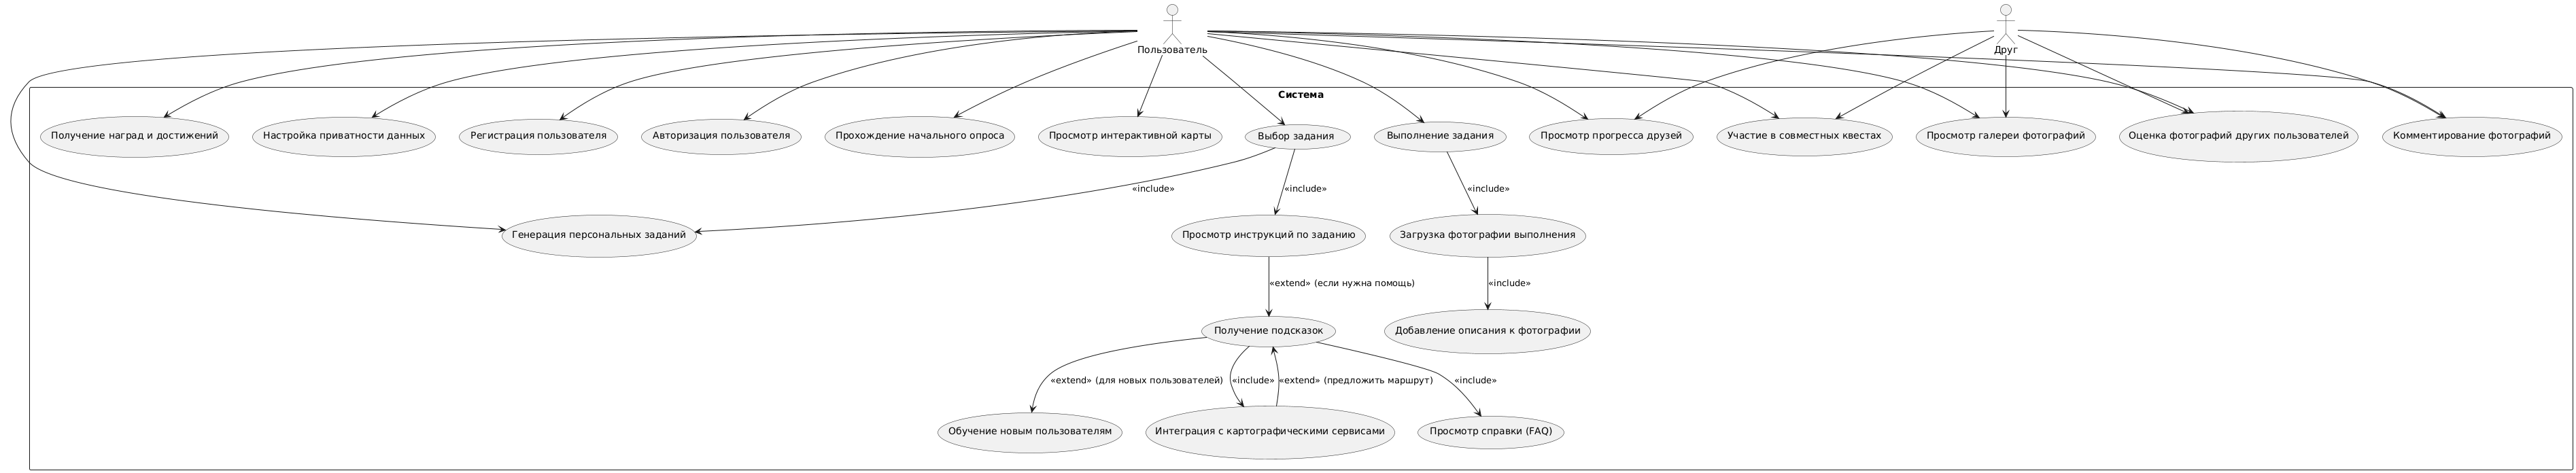 Пользователь
Друг
Система
Получение наград и достижений
Настройка приватности данных
Регистрация пользователя
Авторизация пользователя
Прохождение начального опроса
Просмотр интерактивной карты
Выбор задания
Выполнение задания
Просмотр прогресса друзей
Участие в совместных квестах
Просмотр галереи фотографий
Оценка фотографий других пользователей
Комментирование фотографий
«include»
«include»
«include»
Генерация персональных заданий
Просмотр инструкций по заданию
Загрузка фотографии выполнения
«extend» (если нужна помощь)
«include»
Получение подсказок
Добавление описания к фотографии
«extend» (для новых пользователей)
«include»
«extend» (предложить маршрут)
«include»
Обучение новым пользователям
Интеграция с картографическими сервисами
Просмотр справки (FAQ)